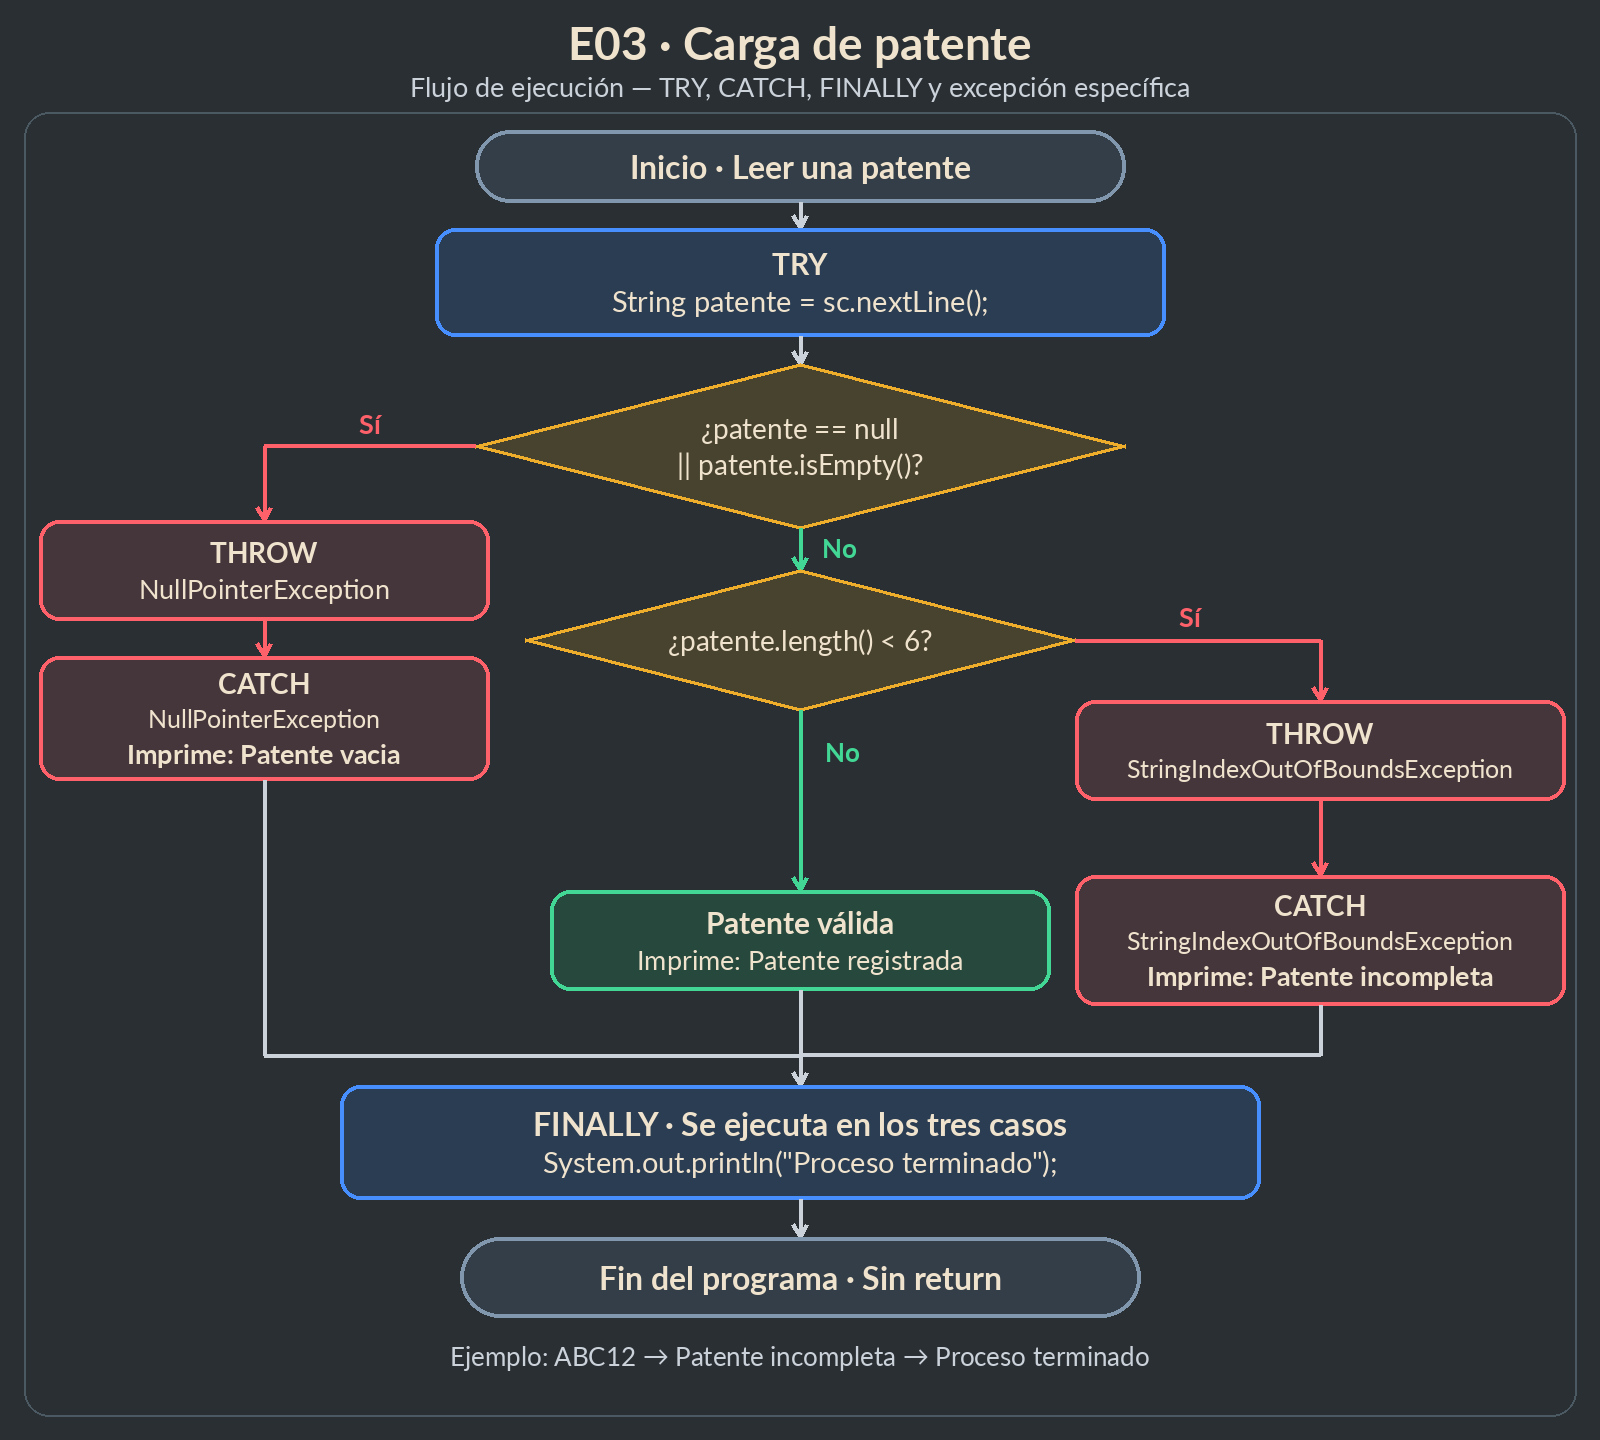 E03 · Carga de patente
Flujo de ejecución — TRY, CATCH, FINALLY y excepción específica
Inicio · Leer una patente
TRY
String patente = sc.nextLine();
¿patente == null
|| patente.isEmpty()?
Sí
THROW
NullPointerException
CATCH
NullPointerException
Imprime: Patente vacia
No
¿patente.length() < 6?
Sí
THROW
StringIndexOutOfBoundsException
CATCH
StringIndexOutOfBoundsException
Imprime: Patente incompleta
No
Patente válida
Imprime: Patente registrada
FINALLY · Se ejecuta en los tres casos
System.out.println("Proceso terminado");
Fin del programa · Sin return
Ejemplo: ABC12 → Patente incompleta → Proceso terminado